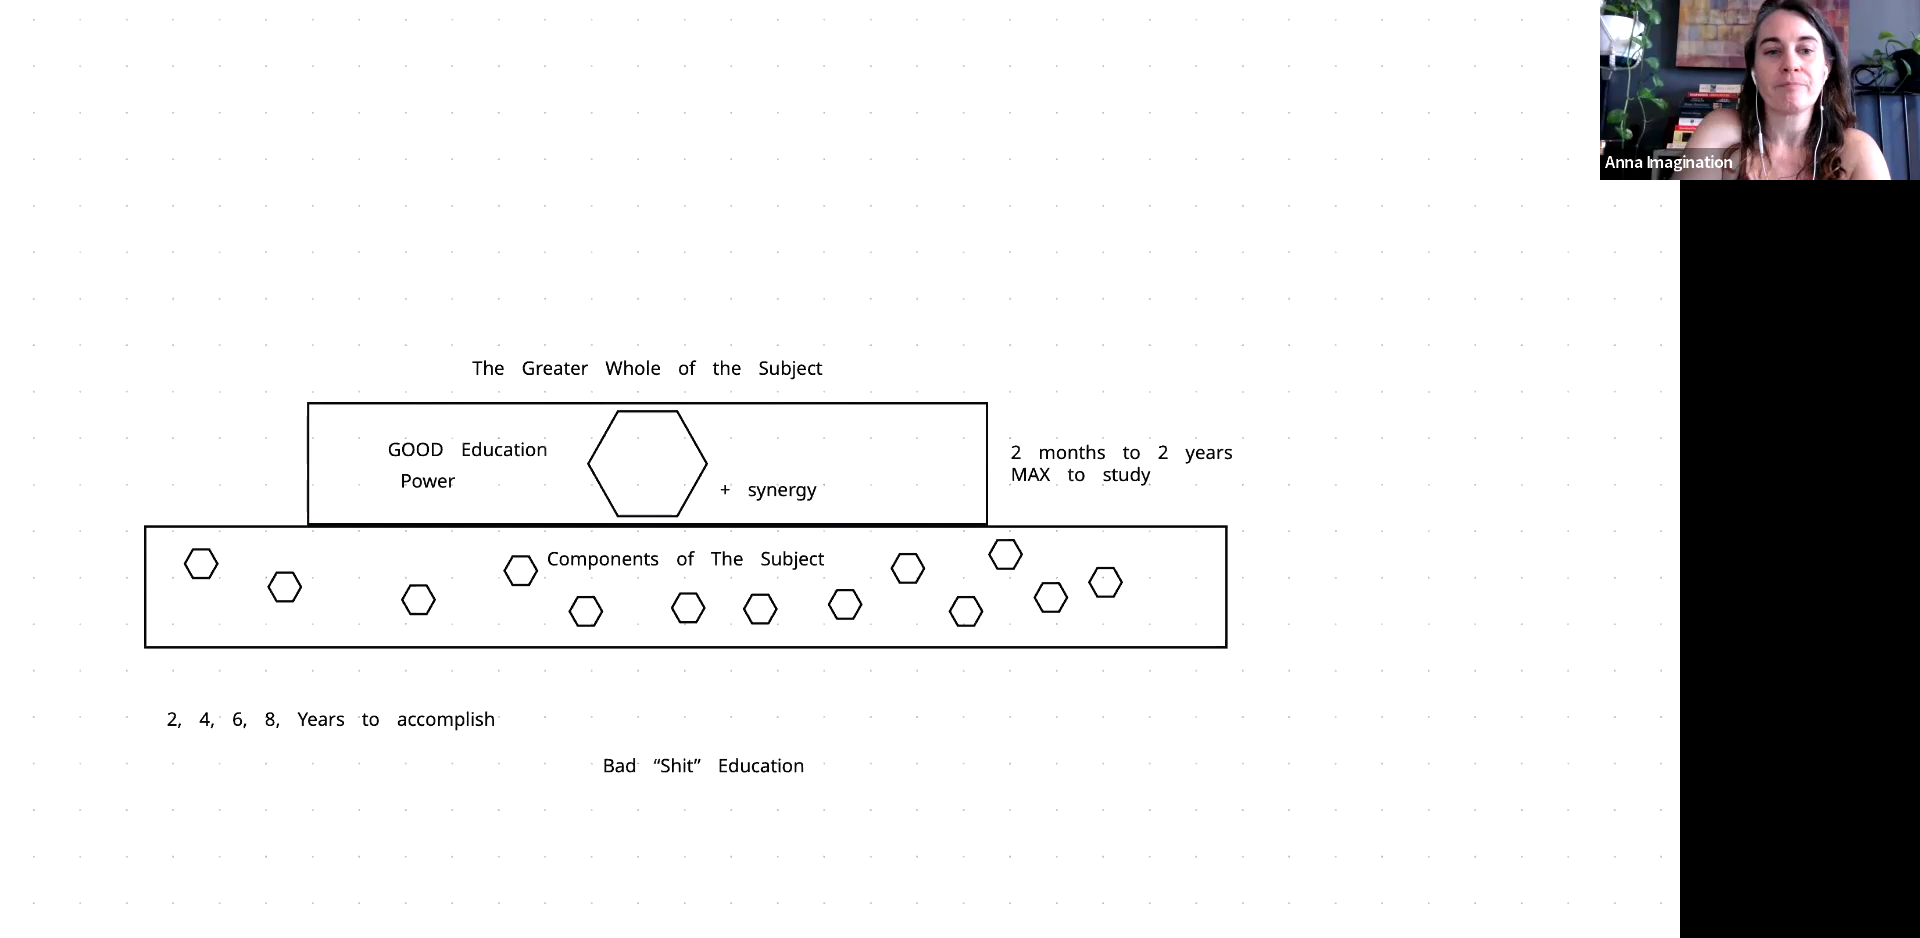 Anna Imagination
The Greater Whole of the Subject
GOOD Education
Power
+ synergy
2 months to 2 years
MAX to study
Components of The Subject
2, 4, 6, 8, Years to accomplish
Bad “Shit” Education